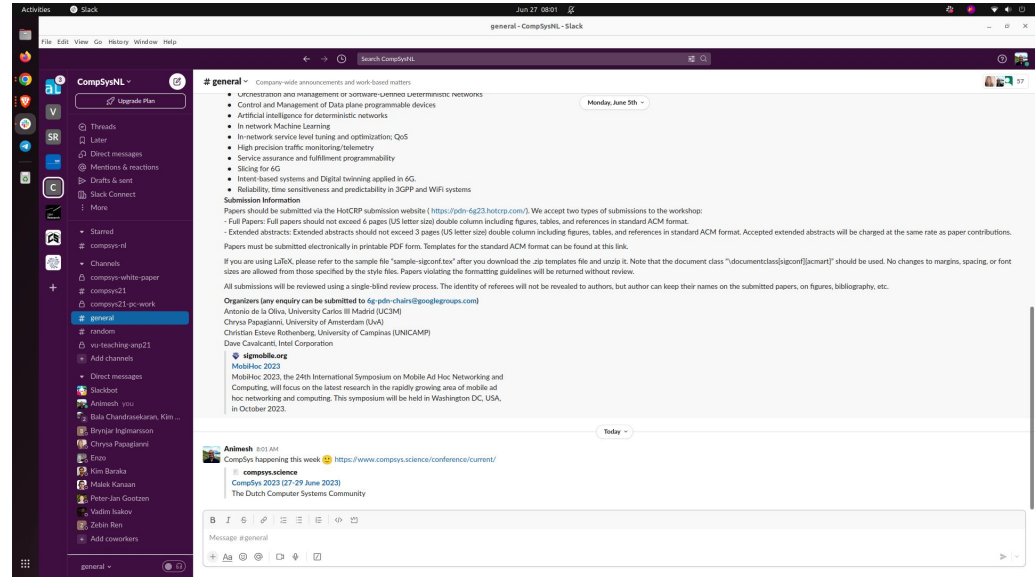 Activities
Slack
Jun 27 08:01
general - CompSysNL - Slack
File Edit View Go History Window Help
Search CompSysNL
3
V
SR
C
CompSysNL
Upgrade Plan
Threads
Later
Direct messages
Mentions & reactions
Drafts & sent
Slack Connect
More
Starred
# compsys-nl
Channels
compsys-white-paper
# compsys21
compsys21-pc-work
# general
# random
vu-teaching-anp21
+ Add channels
Direct messages
Slackbot
Animesh you
Bala Chandrasekaran, Kim ...
Brynjar Ingimarsson
Chrysa Papagianni
Enzo
Kim Baraka
Malek Kanaan
Peter-Jan Gootzen
Vadim Isakov
Zebin Ren
+ Add coworkers
general
# general Company-wide announcements and work-based matters
57
Monday, June 5th
• Orchestration and Management of Software-Defined Deterministic Networks
• Control and Management of Data plane programmable devices
• Artificial intelligence for deterministic networks
• In network Machine Learning
• In-network service level tuning and optimization; QoS
• High precision traffic monitoring/telemetry
• Service assurance and fulfillment programmability
• Slicing for 6G
• Intent-based systems and Digital twinning applied in 6G.
• Reliability, time sensitiveness and predictability in 3GPP and WiFi systems
Submission Information
Papers should be submitted via the HotCRP submission website ( https://pdn-6g23.hotcrp.com/). We accept two types of submissions to the workshop:
- Full Papers: Full papers should not exceed 6 pages (US letter size) double column including figures, tables, and references in standard ACM format.
- Extended abstracts: Extended abstracts should not exceed 3 pages (US letter size) double column including figures, tables, and references in standard ACM format. Accepted extended abstracts will be charged at the same rate as paper contributions.
Papers must be submitted electronically in printable PDF form. Templates for the standard ACM format can be found at this link.
If you are using LaTeX, please refer to the sample file "sample-sigconf.tex" after you download the .zip templates file and unzip it. Note that the document class "\documentclass[sigconf]{acmart}" should be used. No changes to margins, spacing, or font
sizes are allowed from those specified by the style files. Papers violating the formatting guidelines will be returned without review.
All submissions will be reviewed using a single-blind review process. The identity of referees will not be revealed to authors, but author can keep their names on the submitted papers, on figures, bibliography, etc.
Organizers (any enquiry can be submitted to 6g-pdn-chairs@googlegroups.com)
Antonio de la Oliva, University Carlos III Madrid (UC3M)
Chrysa Papagianni, University of Amsterdam (UvA)
Christian Esteve Rothenberg, University of Campinas (UNICAMP)
Dave Cavalcanti, Intel Corporation
sigmobile.org
MobiHoc 2023
MobiHoc 2023, the 24th International Symposium on Mobile Ad Hoc Networking and
Computing, will focus on the latest research in the rapidly growing area of mobile ad
hoc networking and computing. This symposium will be held in Washington DC, USA,
in October 2023.
Today
Animesh 8:01 AM
CompSys happening this week 🙂 https://www.compsys.science/conference/current/
compsys.science
CompSys 2023 (27-29 June 2023)
The Dutch Computer Systems Community
B I S
Message #general
+ Aa @